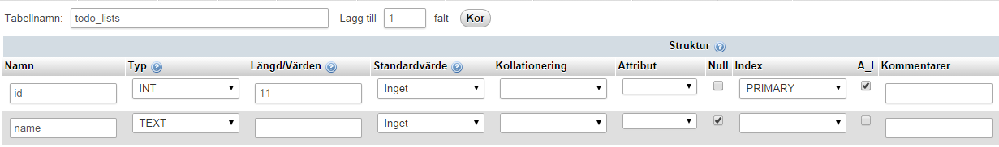 Tabellnamn: todo_lists Lägg till 1 fält Kör
Struktur
Namn Typ Längd/Värden Standardvärde Kollationering Attribut Null Index A_I Kommentarer
id INT 11 Inget PRIMARY
name TEXT Inget ---